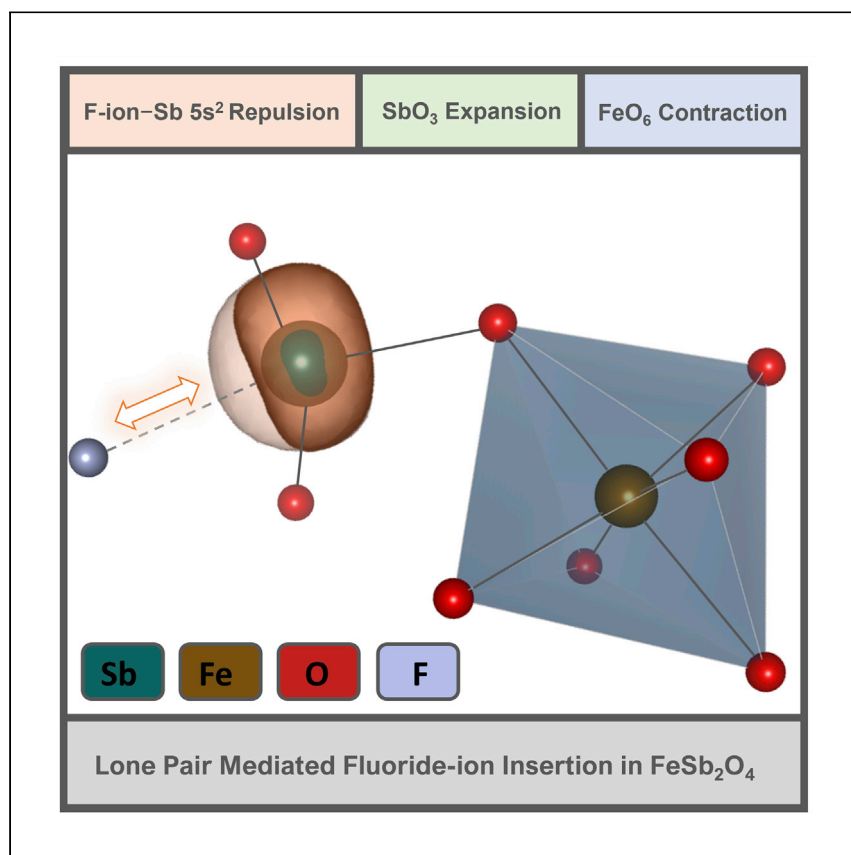 F-ion–Sb 5s² Repulsion
SbO₃ Expansion
FeO₆ Contraction
Sb
Fe
O
F
Lone Pair Mediated Fluoride-ion Insertion in FeSb₂O₄